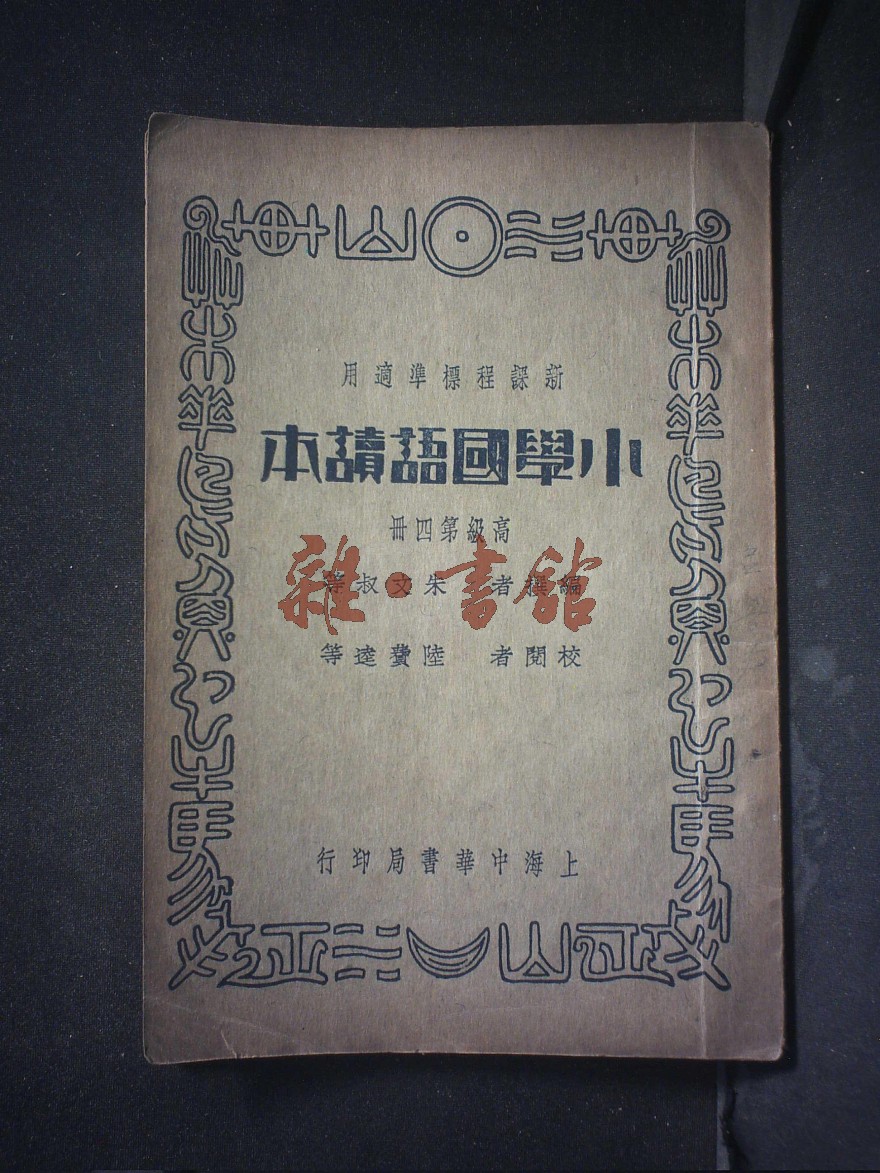 新課程標準適用
小學國語讀本
高級第四冊
編撰者 朱文叔等
校閱者 陸費逵等
上海中華書局印行
雜·書館